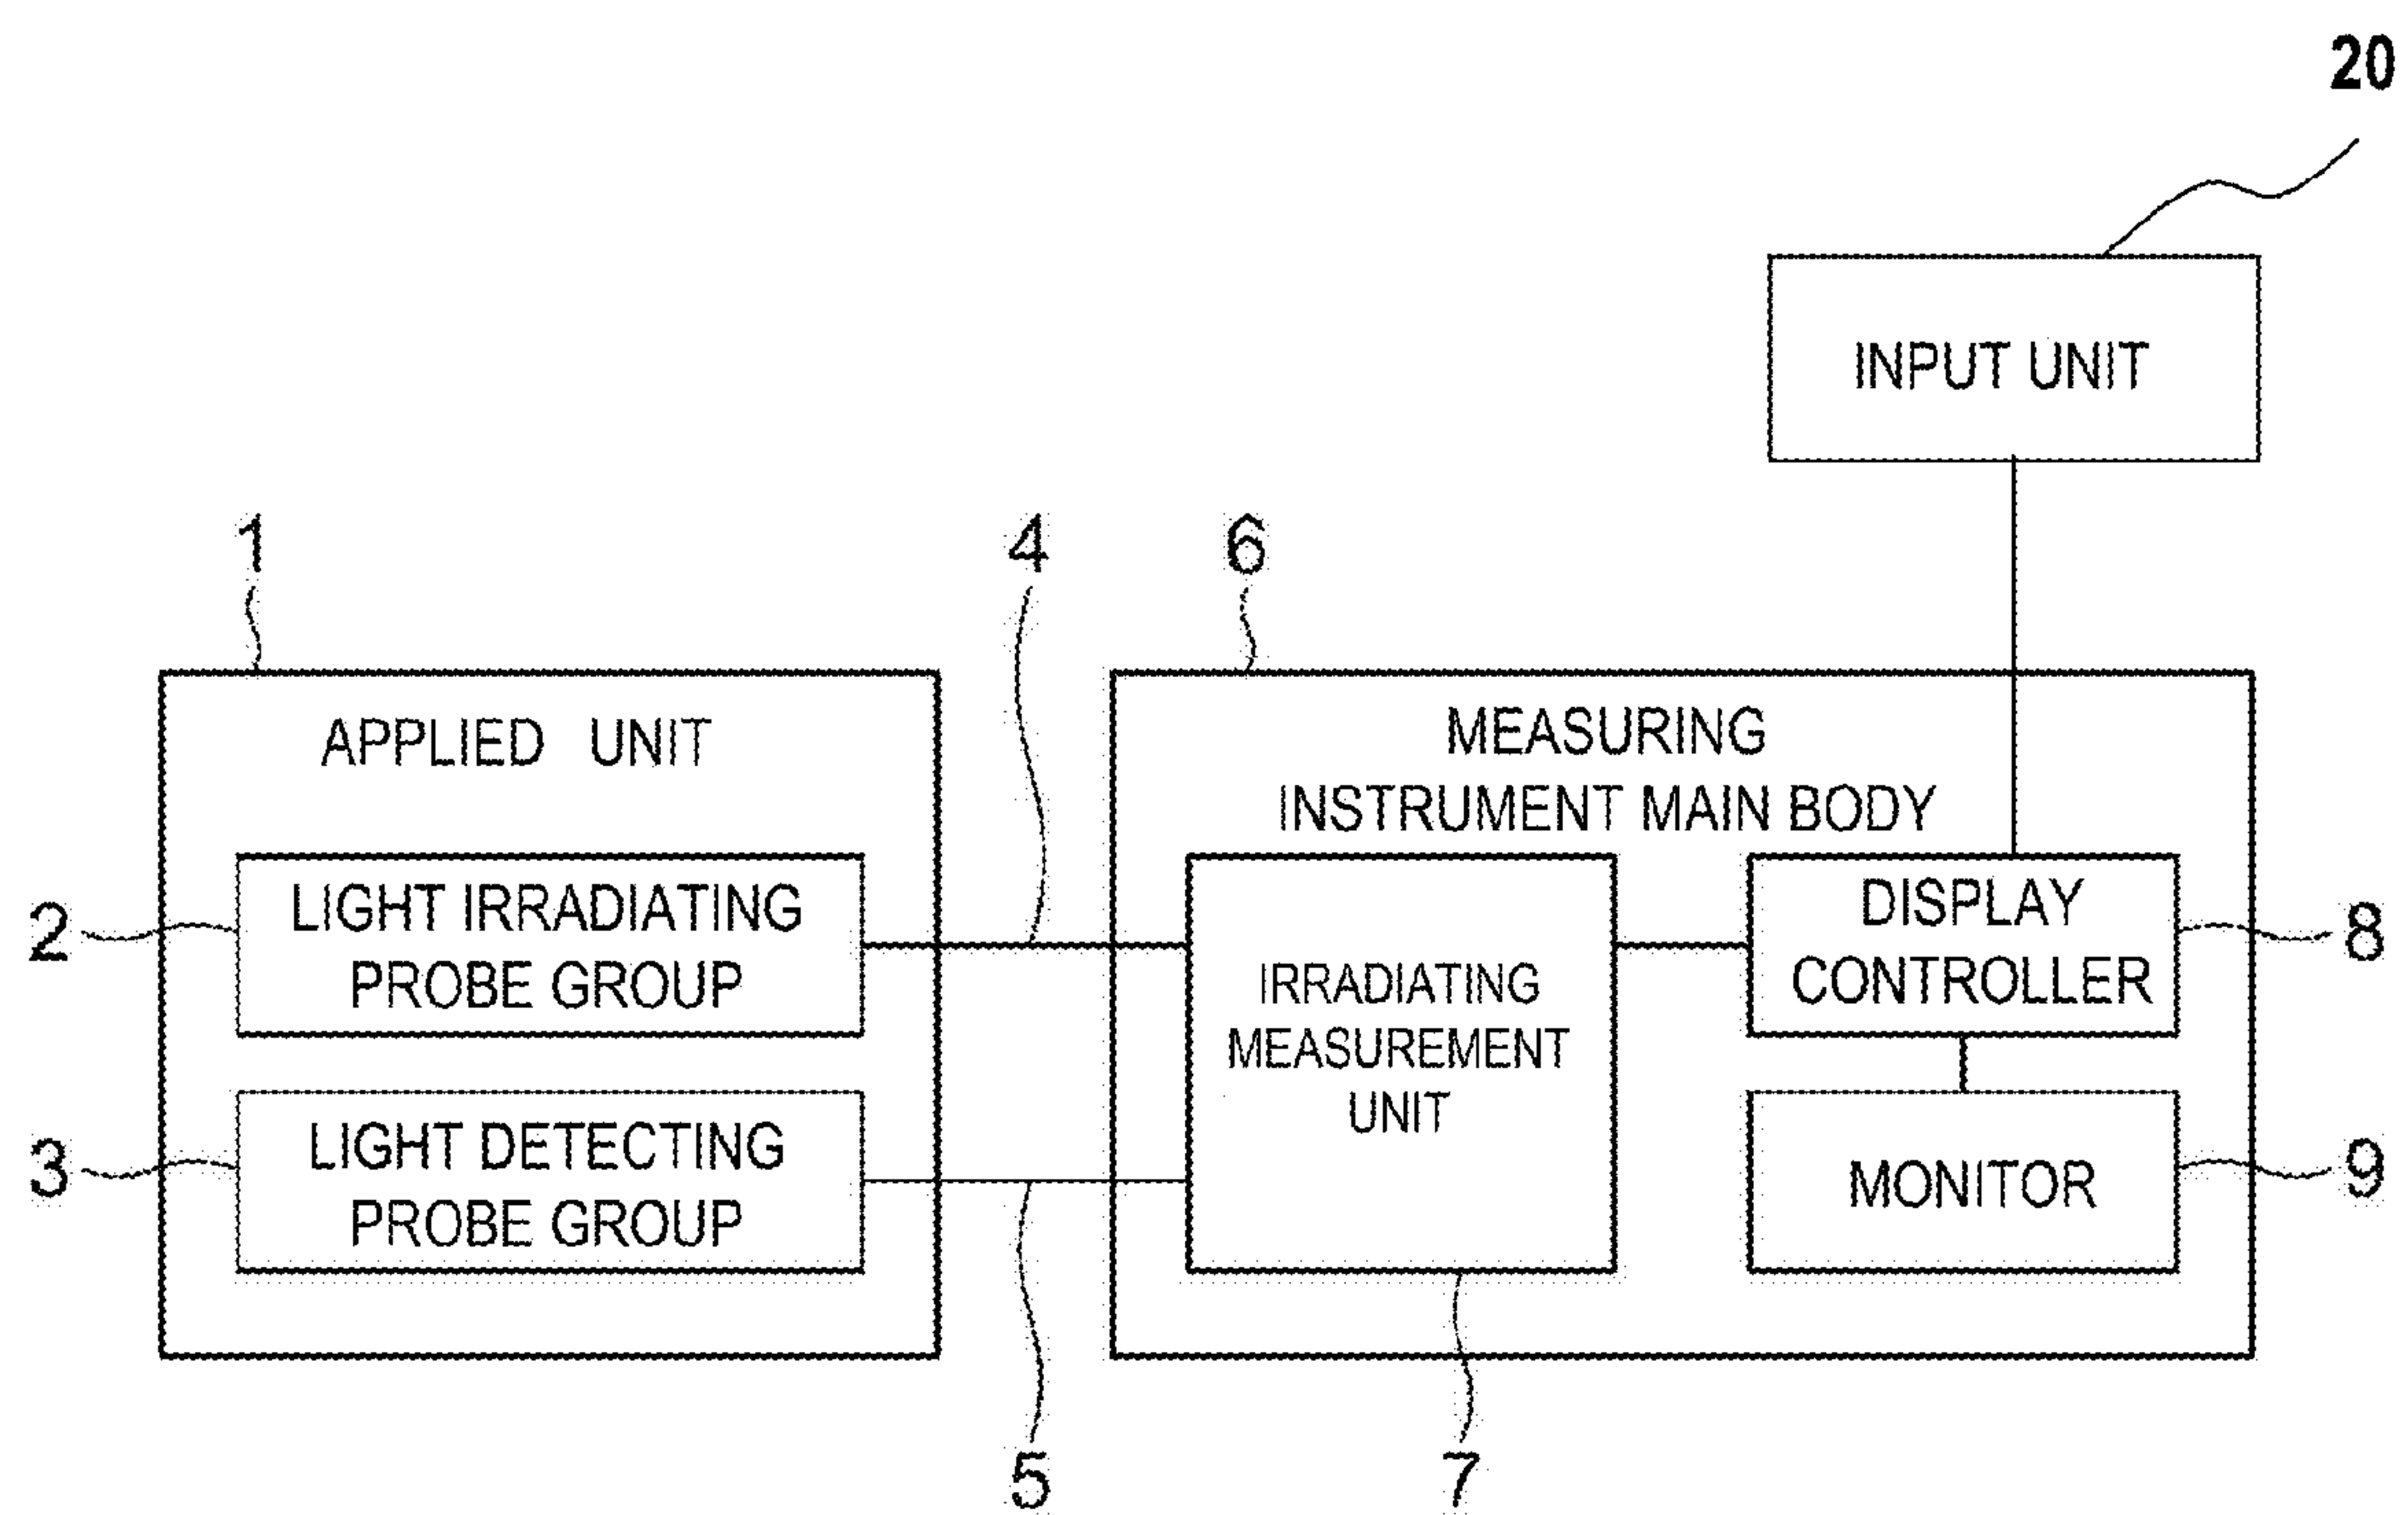 20
INPUT UNIT
1
4
6
APPLIED UNIT
MEASURING
INSTRUMENT MAIN BODY
2
LIGHT IRRADIATING
PROBE GROUP
3
LIGHT DETECTING
PROBE GROUP
IRRADIATING
MEASUREMENT
UNIT
DISPLAY
CONTROLLER
8
MONITOR
9
5
7